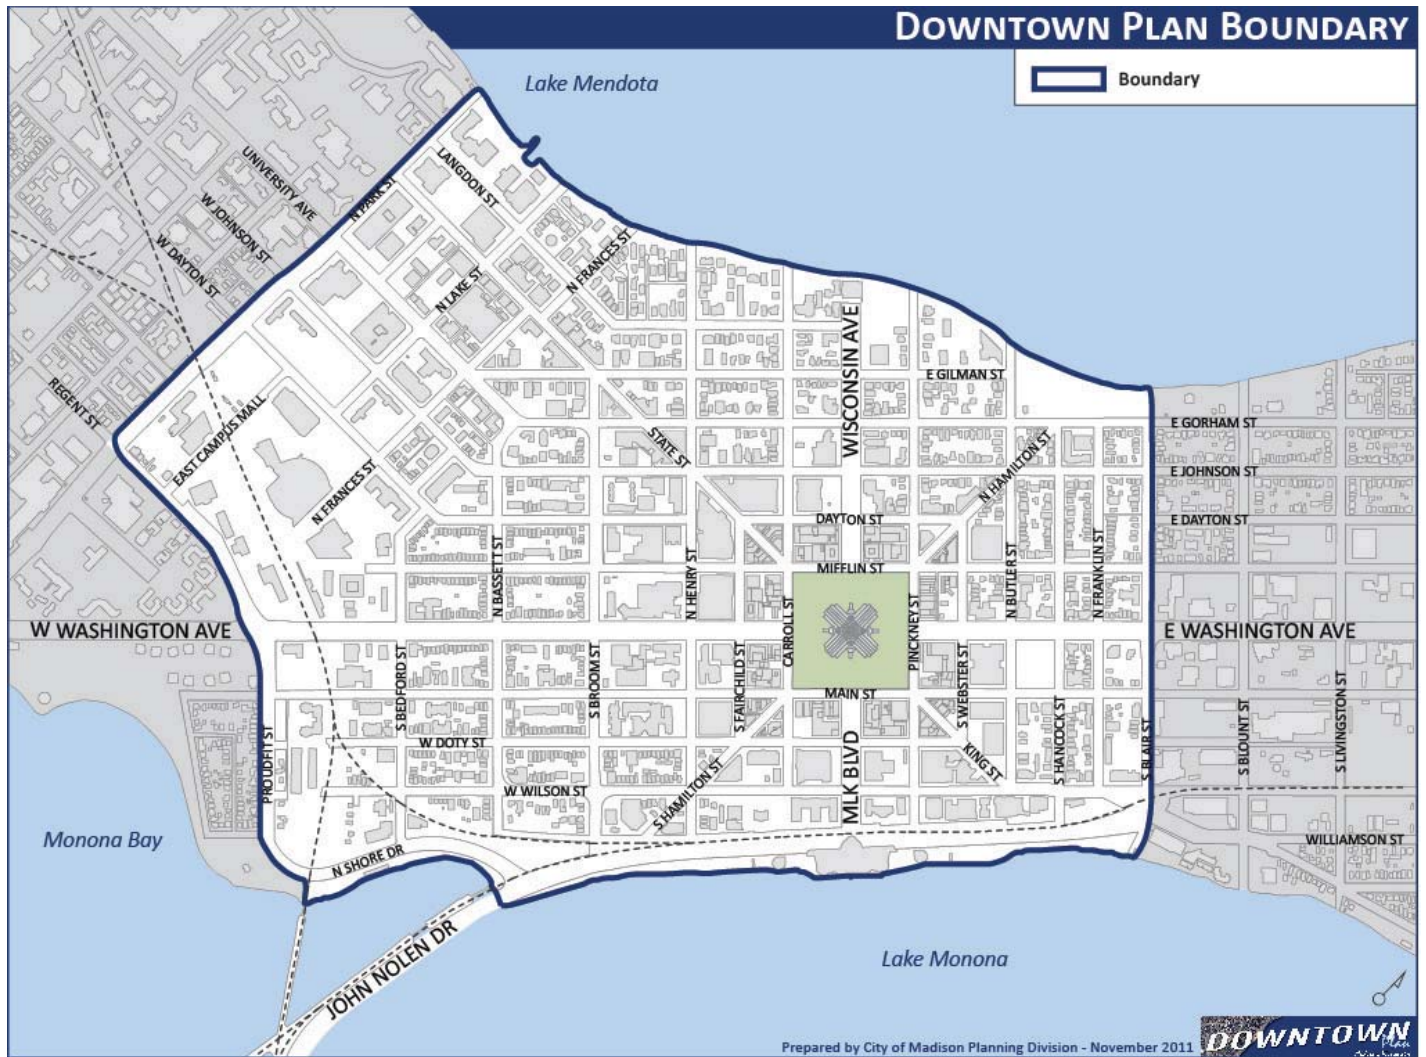 DOWNTOWN PLAN BOUNDARY
Boundary
Lake Mendota
UNIVERSITY AVE
W JOHNSON ST
W DAYTON ST
N PARK ST
LANGDON ST
N LAKE ST
N FRANCES ST
WISCONSIN AVE
E GILMAN ST
REGENT ST
EAST CAMPUS MALL
N FRANCES ST
STATE ST
N HAMILTON ST
E GORHAM ST
E JOHNSON ST
E DAYTON ST
DAYTON ST
MIFFLIN ST
N BASSETT ST
N HENRY ST
N BUTLER ST
N FRANKLIN ST
W WASHINGTON AVE
CARROLL ST
PINCKNEY ST
E WASHINGTON AVE
S BEDFORD ST
S BROOM ST
S FAIRCHILD ST
MAIN ST
S WEBSTER ST
S HANCOCK ST
S BLAIR ST
S BLOUNT ST
S LIVINGSTON ST
PROUDFIT ST
W DOTY ST
W WILSON ST
S HAMILTON ST
MLK BLVD
KING ST
WILLIAMSON ST
Monona Bay
N SHORE DR
JOHN NOLEN DR
Lake Monona
Prepared by City of Madison Planning Division - November 2011
DOWNTOWN
Plan